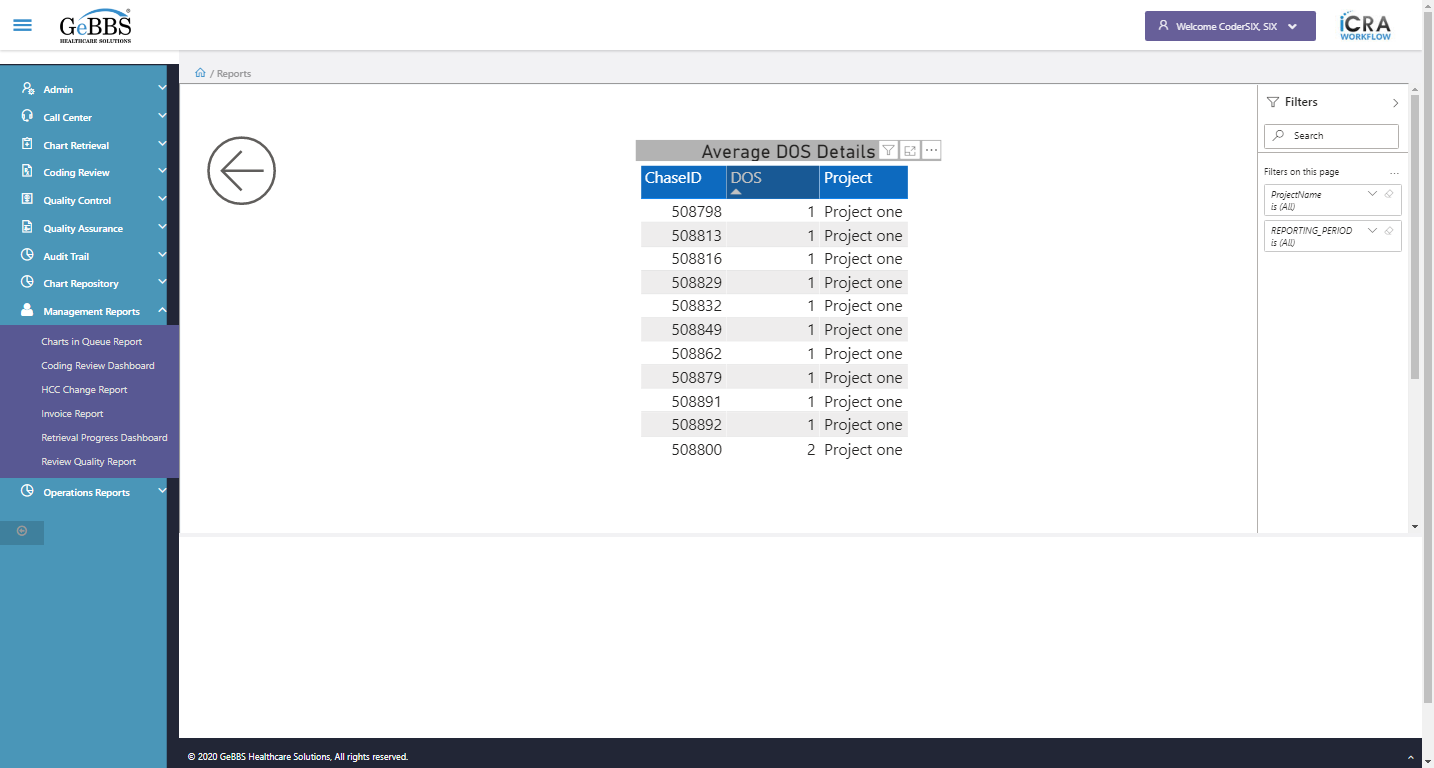 GeBBS
HEALTHCARE SOLUTIONS
Welcome CoderSIX, SIX
iCRA
WORKFLOW
/ Reports
Admin
Call Center
Chart Retrieval
Coding Review
Quality Control
Quality Assurance
Audit Trail
Chart Repository
Management Reports
Charts in Queue Report
Coding Review Dashboard
HCC Change Report
Invoice Report
Retrieval Progress Dashboard
Review Quality Report
Operations Reports
Average DOS Details
ChaseID DOS Project
508798 1 Project one
508813 1 Project one
508816 1 Project one
508829 1 Project one
508832 1 Project one
508849 1 Project one
508862 1 Project one
508879 1 Project one
508891 1 Project one
508892 1 Project one
508800 2 Project one
Filters
Search
Filters on this page
ProjectName
is (All)
REPORTING_PERIOD
is (All)
© 2020 GeBBS Healthcare Solutions, All rights reserved.